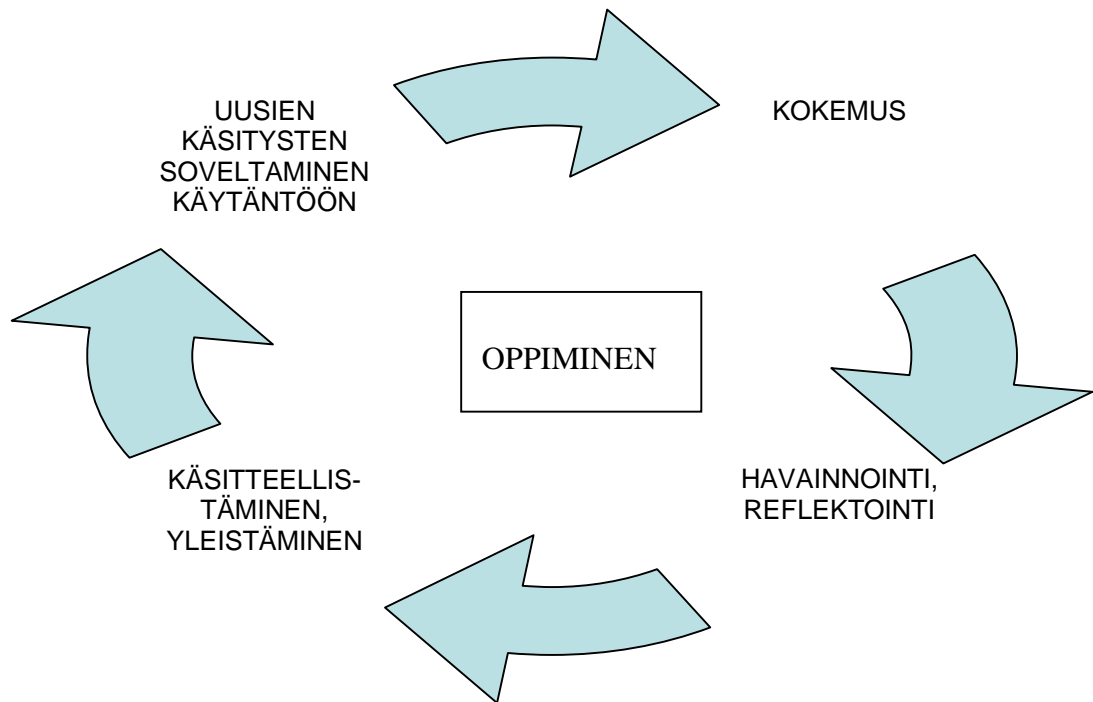 UUSIEN
KÄSITYSTEN
SOVELTAMINEN
KÄYTÄNTÖÖN
KOKEMUS
OPPIMINEN
KÄSITTEELLIS-
TÄMINEN,
YLEISTÄMINEN
HAVAINNOINTI,
REFLEKTOINTI